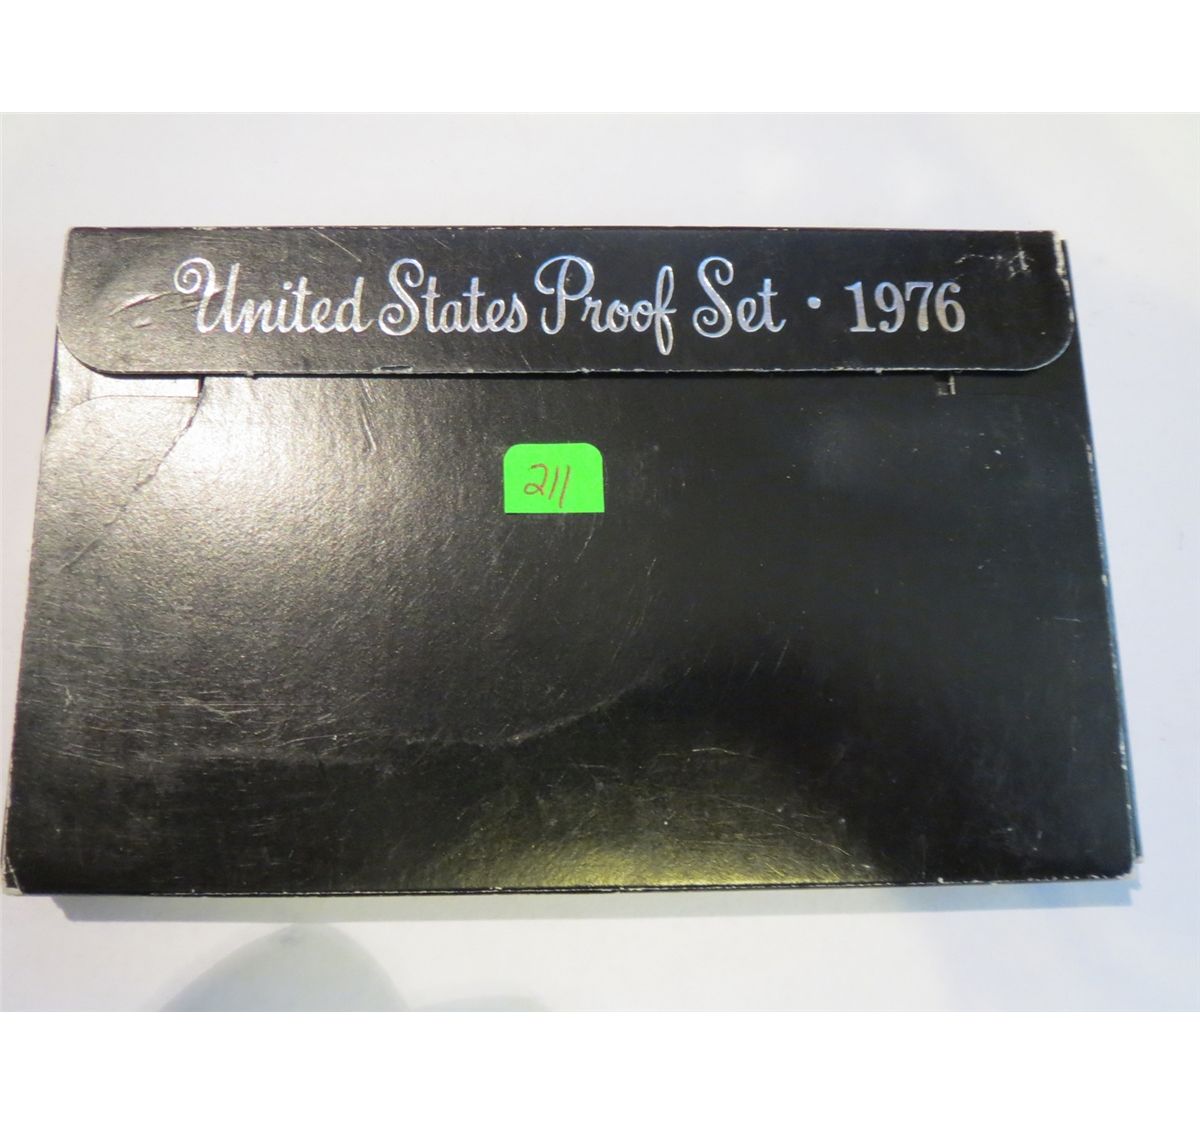 United States Proof Set · 1976
211